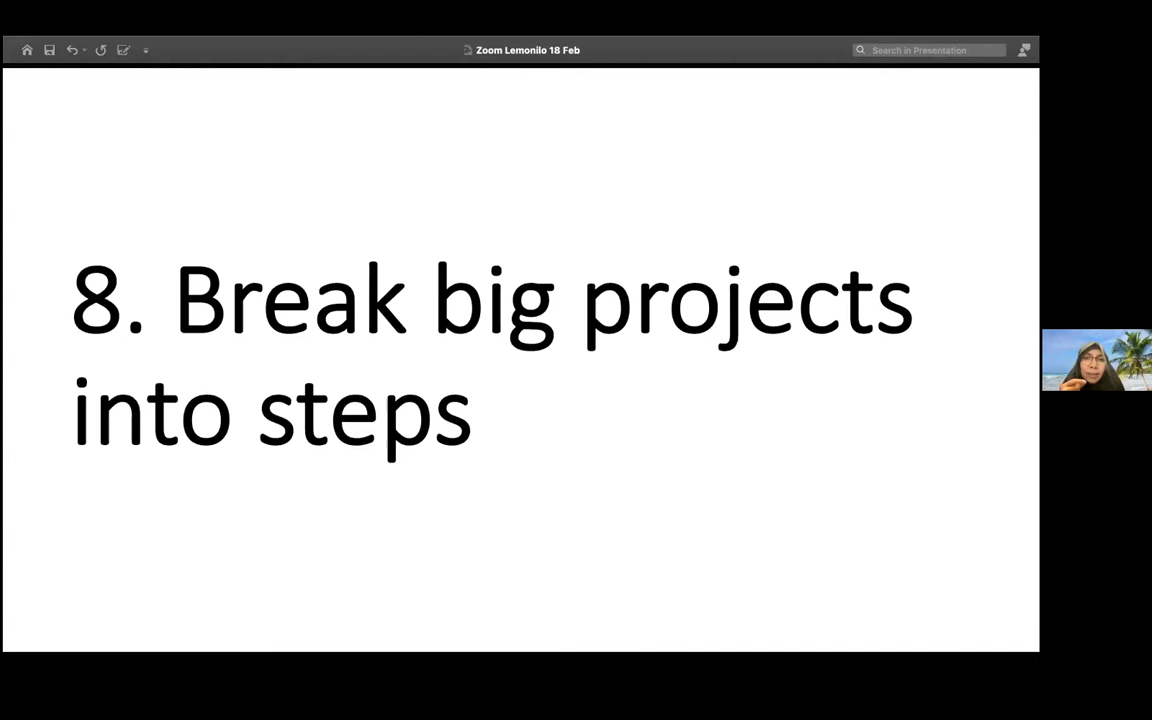 Zoom Lemonilo 18 Feb
Search in Presentation
8. Break big projects
into steps